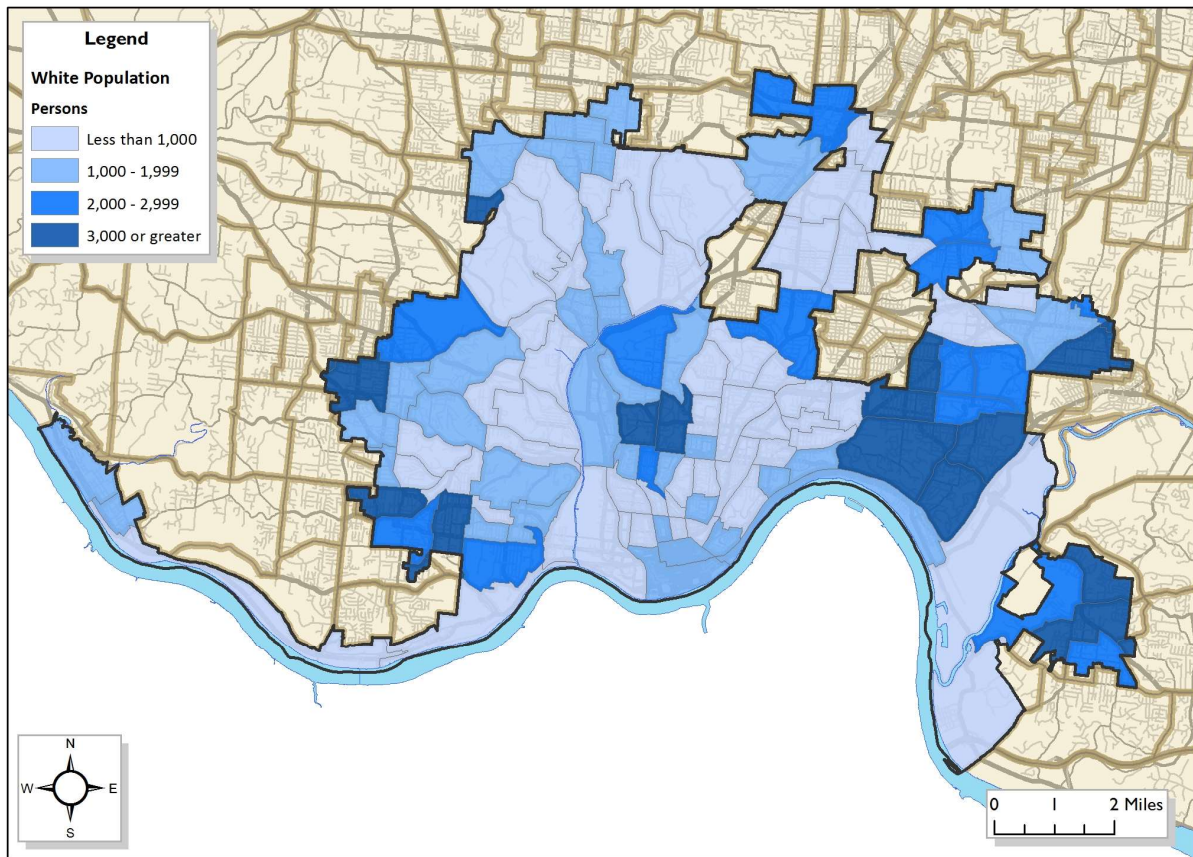 Legend
White Population
Persons
Less than 1,000
1,000 - 1,999
2,000 - 2,999
3,000 or greater
N
W E
S
0 1 2 Miles